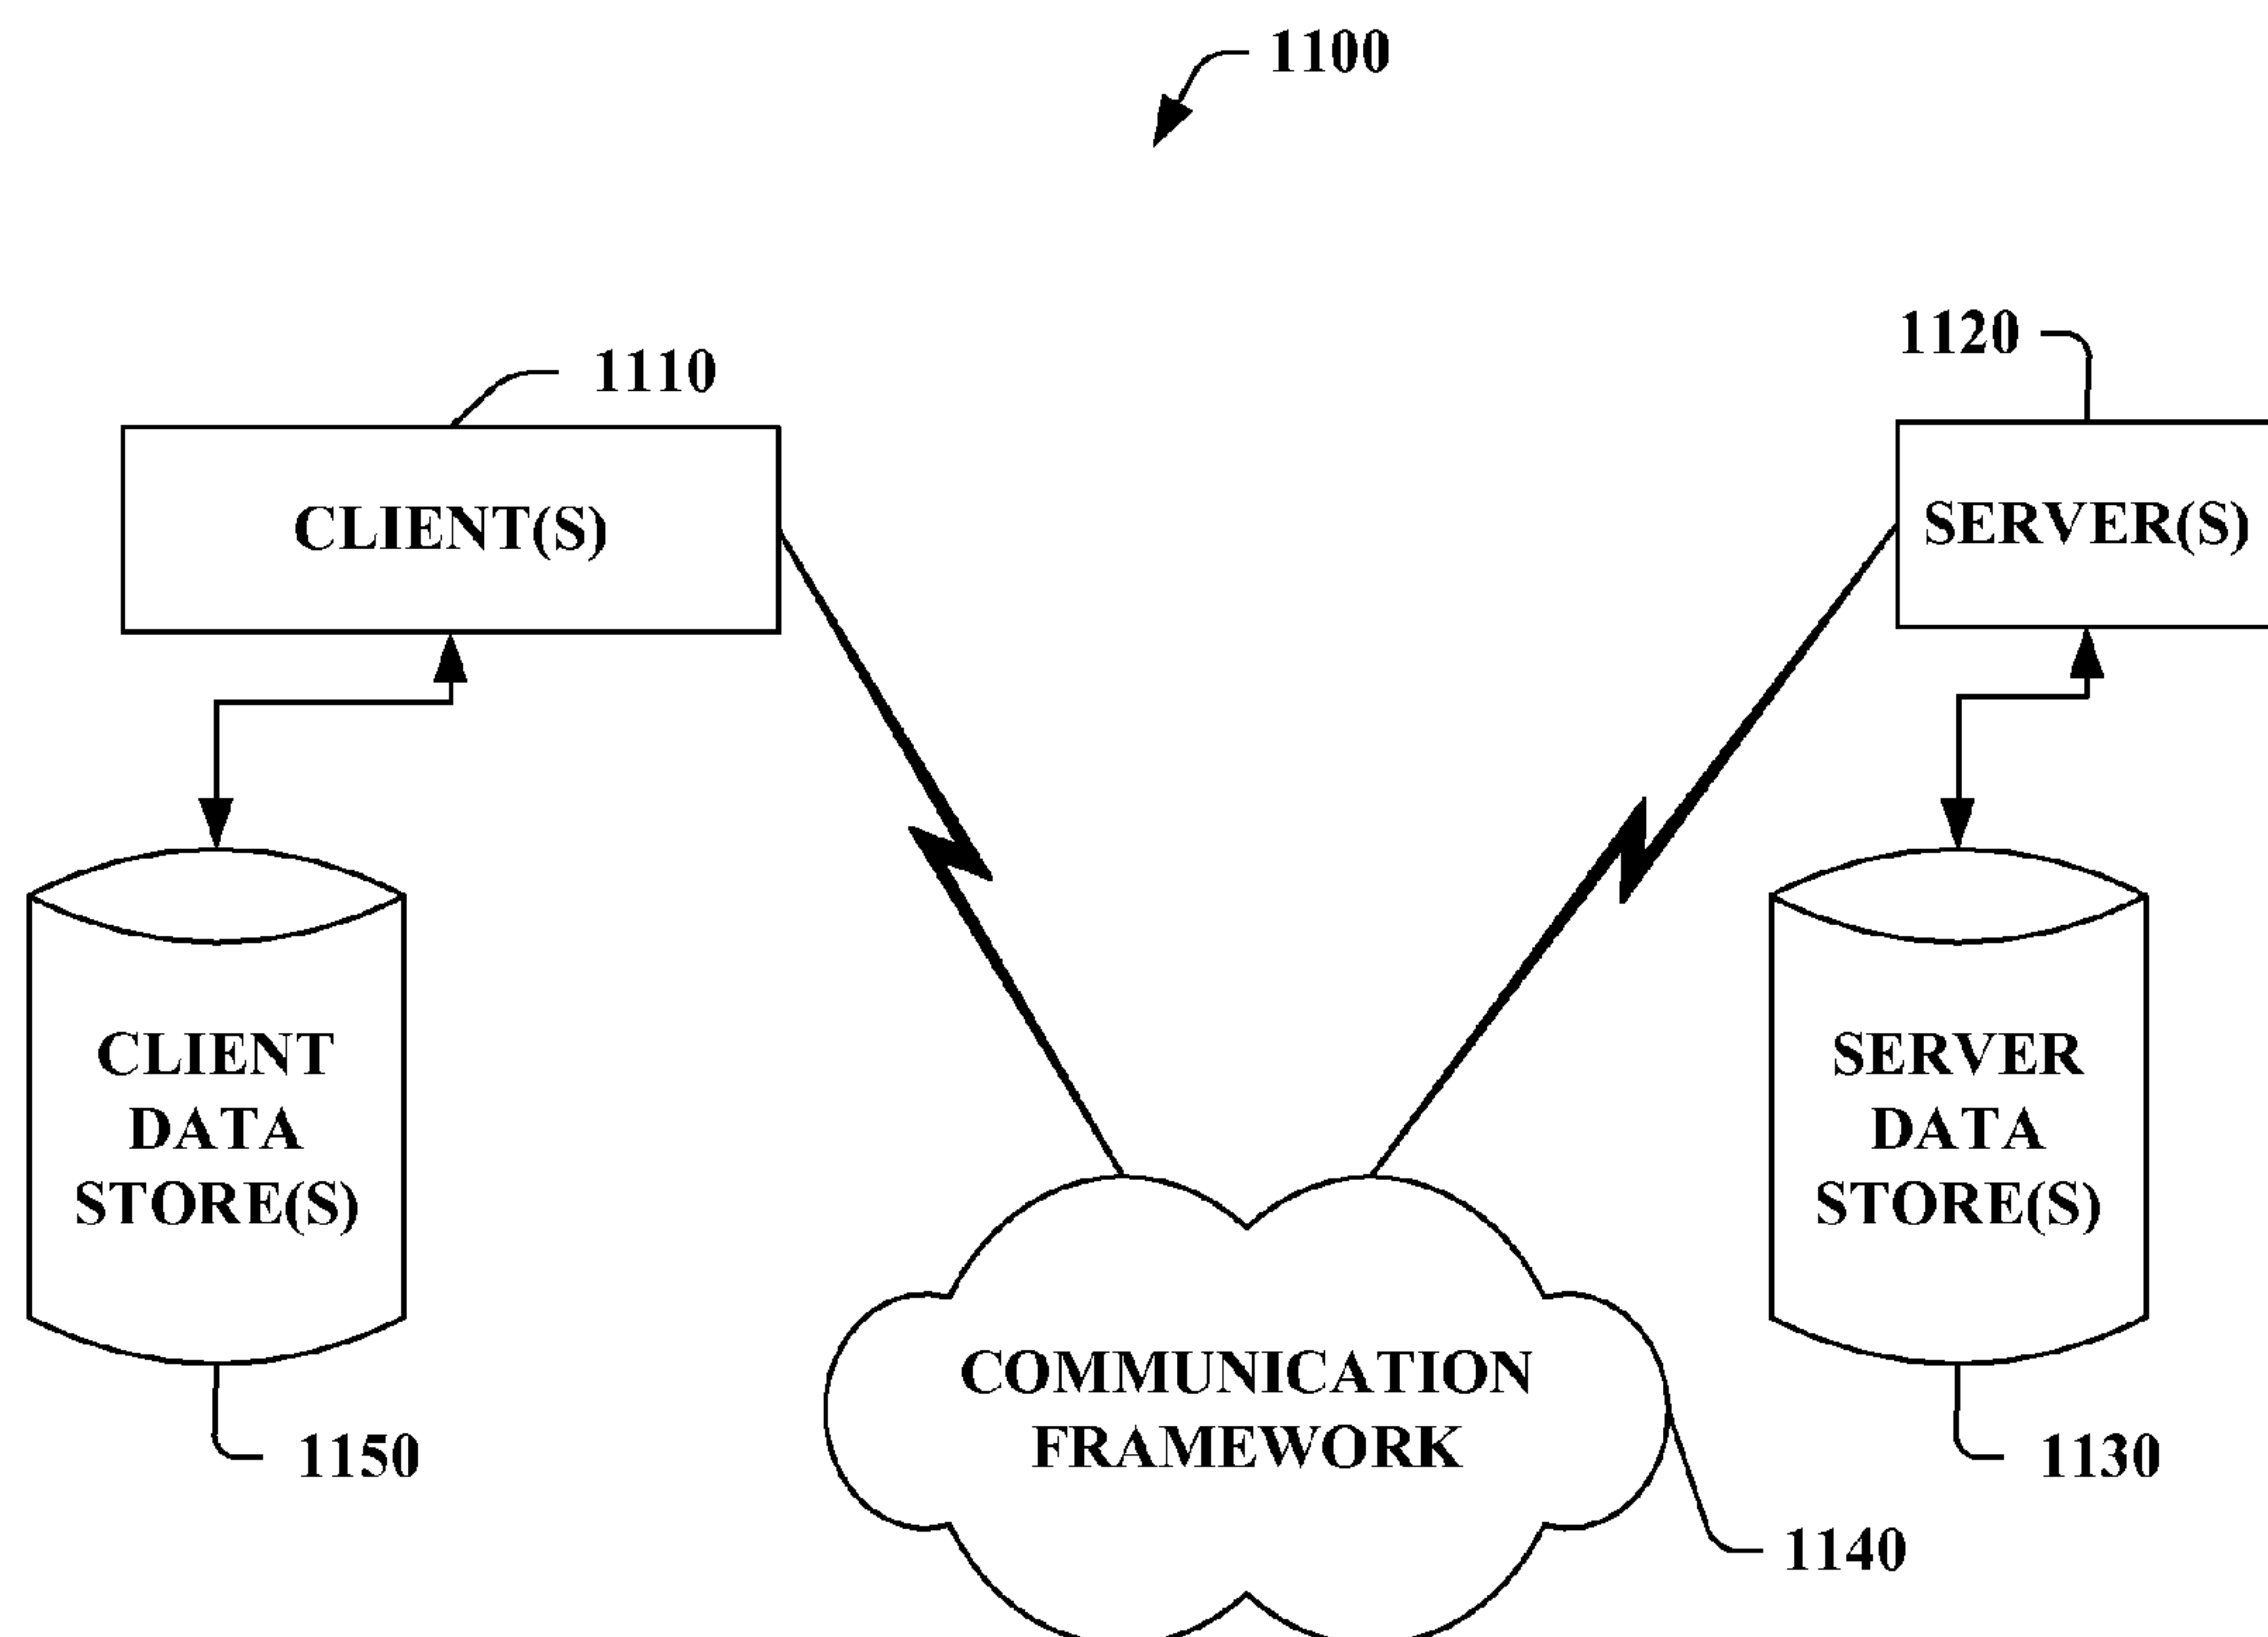 1100
1110
1120
CLIENT(S)
SERVER(S)
CLIENT
DATA
STORE(S)
SERVER
DATA
STORE(S)
COMMUNICATION
FRAMEWORK
1150
1130
1140